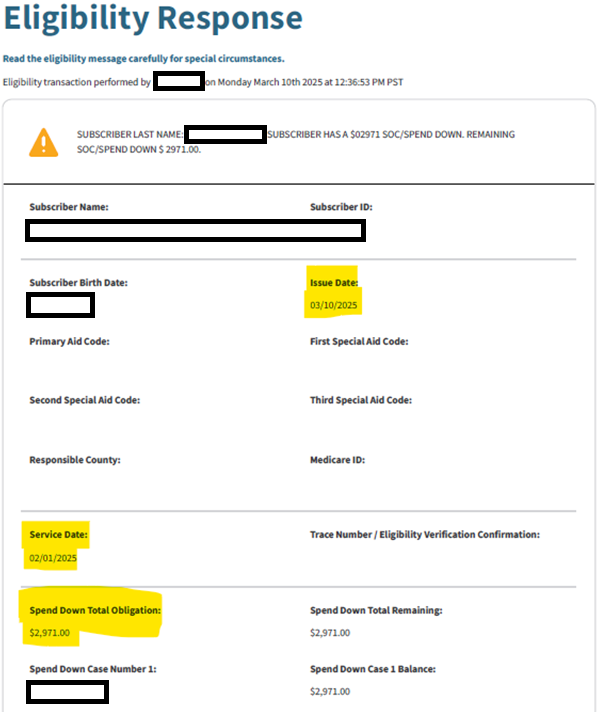 Eligibility Response
Read the eligibility message carefully for special circumstances.
Eligibility transaction performed by on Monday March 10th 2025 at 12:36:53 PM PST
SUBSCRIBER LAST NAME: SUBSCRIBER HAS A $02971 SOC/SPEND DOWN. REMAINING
SOC/SPEND DOWN $ 2971.00.
Subscriber Name: Subscriber ID:
Subscriber Birth Date: Issue Date:
03/10/2025
Primary Aid Code: First Special Aid Code:
Second Special Aid Code: Third Special Aid Code:
Responsible County: Medicare ID:
Service Date: Trace Number / Eligibility Verification Confirmation:
02/01/2025
Spend Down Total Obligation: Spend Down Total Remaining:
$2,971.00 $2,971.00
Spend Down Case Number 1: Spend Down Case 1 Balance:
$2,971.00